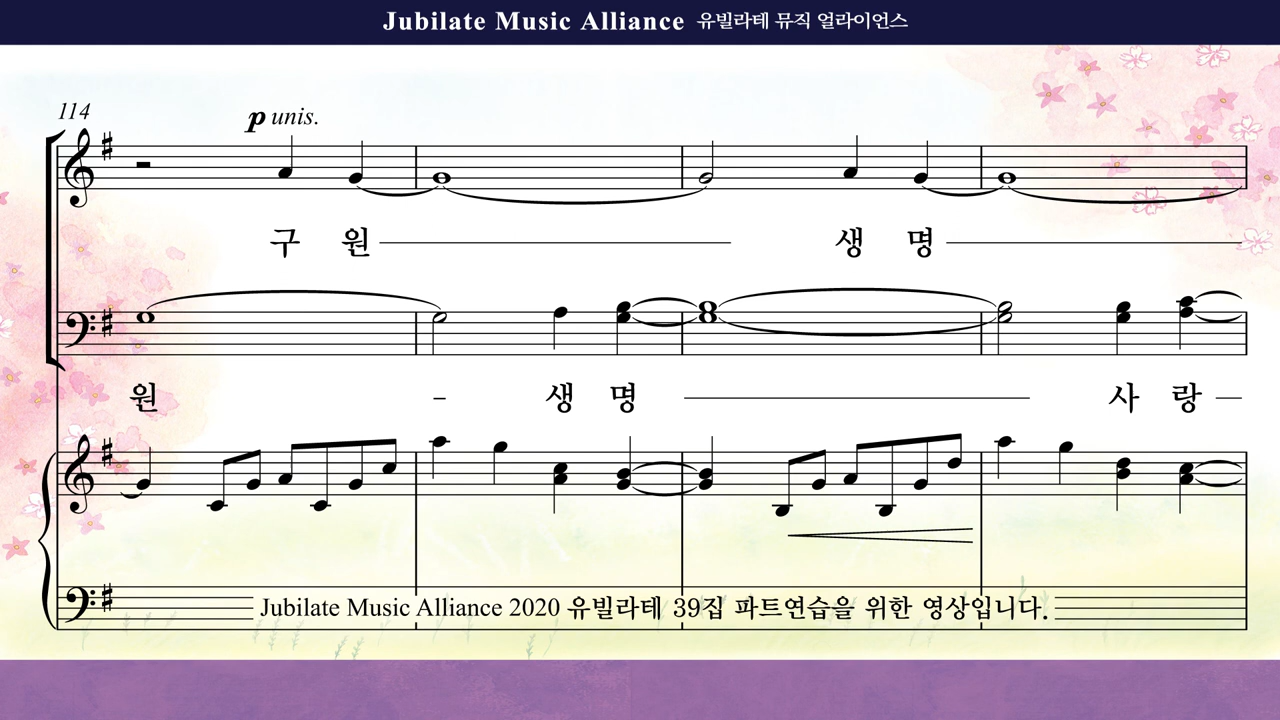 Jubilate Music Alliance 유빌라테 뮤직 얼라이언스
114
p unis.
구 원 생 명
원 - 생 명 사 랑
Jubilate Music Alliance 2020 유빌라테 39집 파트연습을 위한 영상입니다.